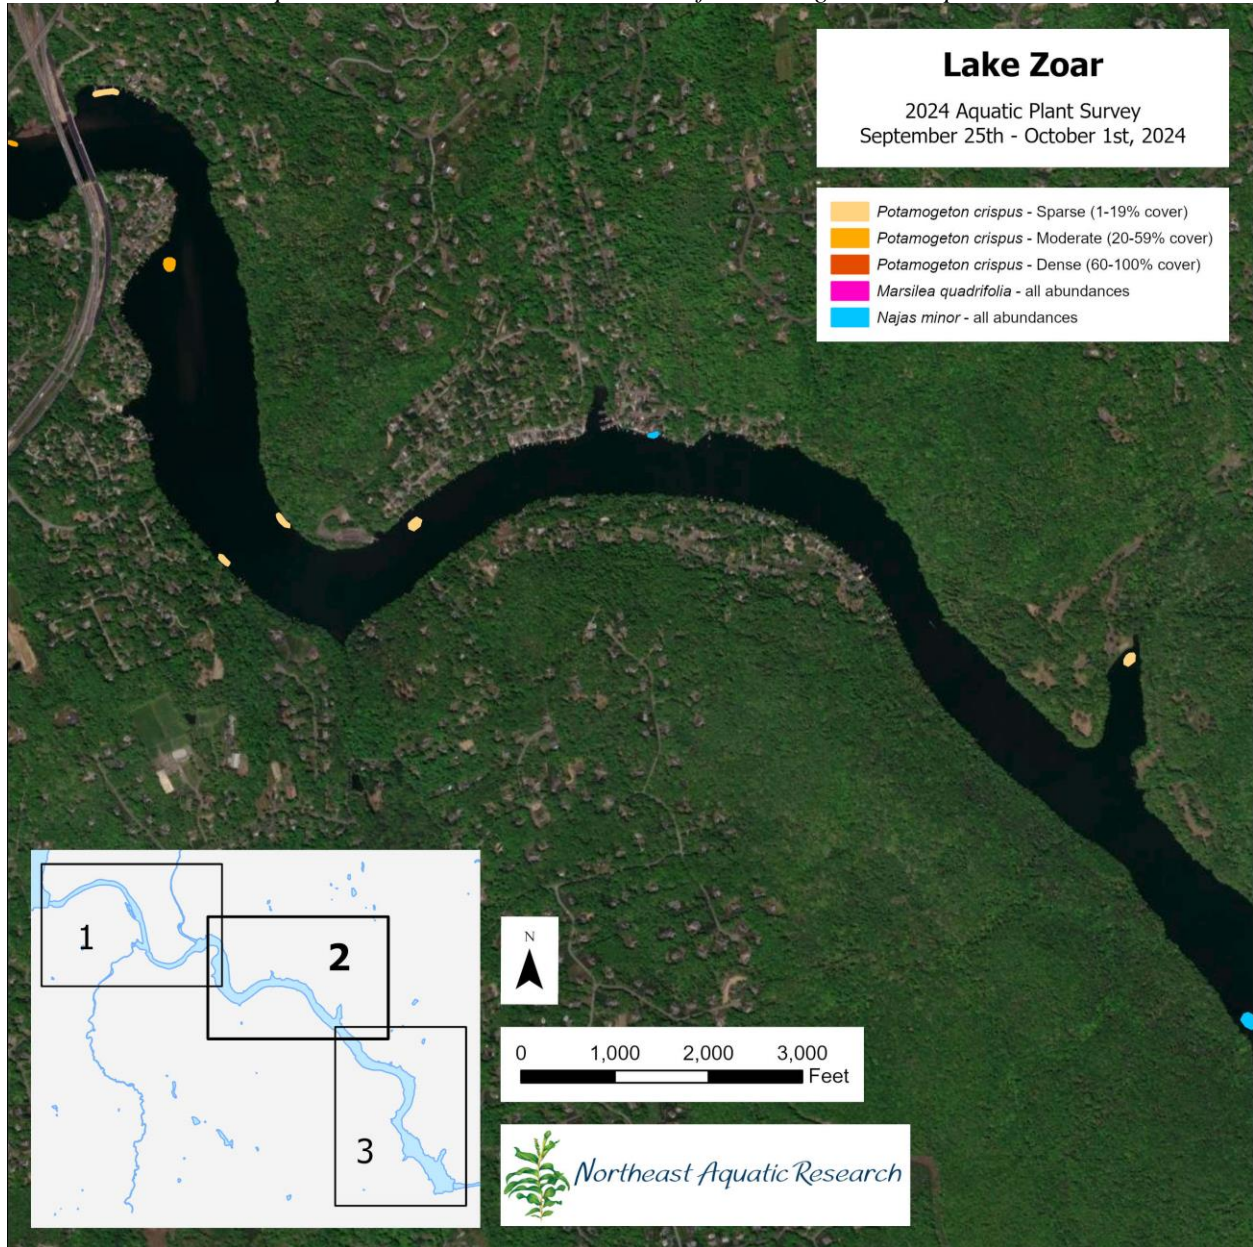 Lake Zoar
2024 Aquatic Plant Survey
September 25th - October 1st, 2024
Potamogeton crispus - Sparse (1-19% cover)
Potamogeton crispus - Moderate (20-59% cover)
Potamogeton crispus - Dense (60-100% cover)
Marsilea quadrifolia - all abundances
Najas minor - all abundances
1
2
3
N
0 1,000 2,000 3,000
Feet
Northeast Aquatic Research